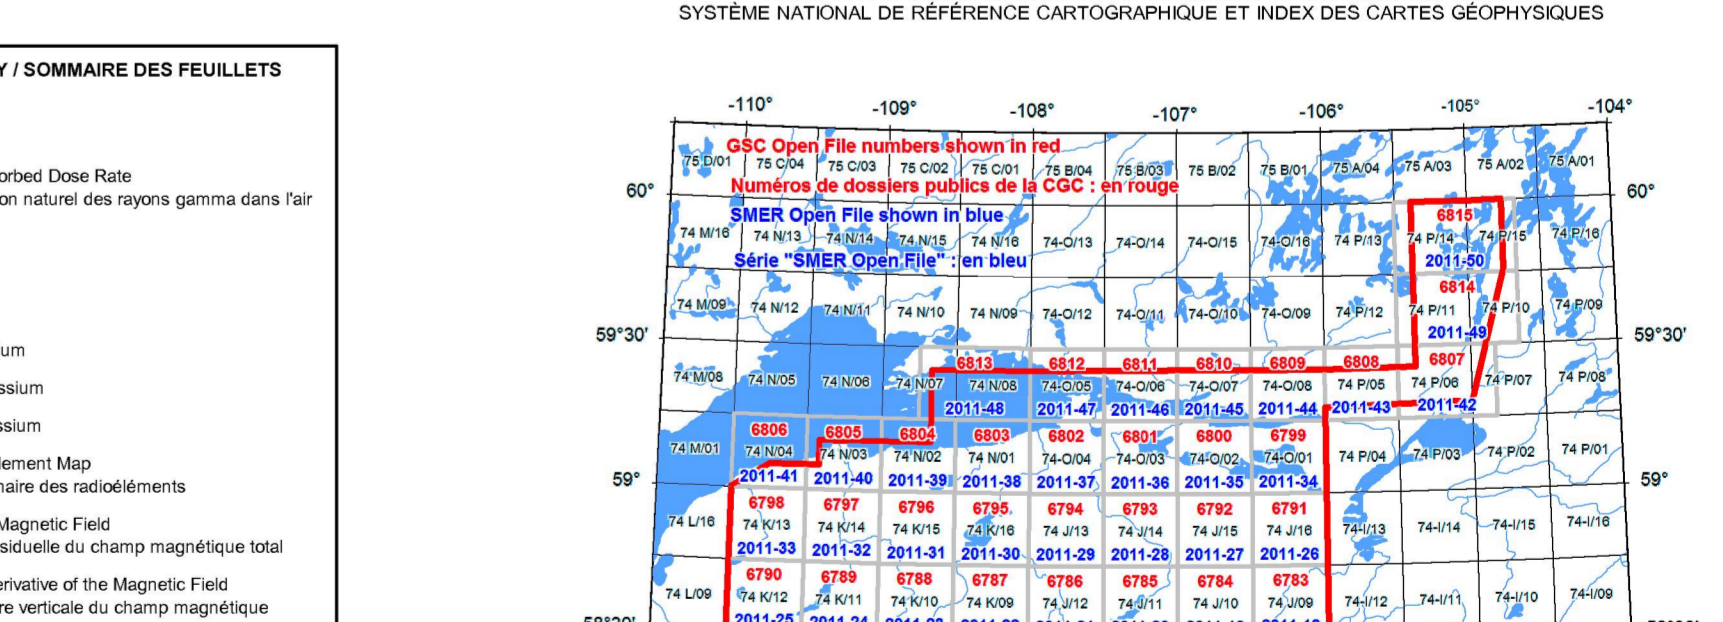 SYSTÈME NATIONAL DE RÉFÉRENCE CARTOGRAPHIQUE ET INDEX DES CARTES GÉOPHYSIQUES
Y / SOMMAIRE DES FEUILLETS
orbed Dose Rate
on naturel des rayons gamma dans l'air
um
ssium
ssium
lement Map
naire des radioéléments
Magnetic Field
siduelle du champ magnétique total
erivative of the Magnetic Field
re verticale du champ magnétique
-110° -109° -108° -107° -106° -105° -104°
GSC Open File numbers shown in red
75 D/01 75 C/04 75 C/03 75 C/02 75 C/01 75 B/04 75 B/03 75 B/02 75 B/01 75 A/04 75 A/03 75 A/02 75 A/01
60° Numéros de dossiers publics de la CGC : en rouge 60°
SMER Open File shown in blue 6815
74 M/16 74 N/13 74 N/14 74 N/15 74 N/16 74-O/13 74-O/14 74-O/15 74-O/16 74 P/13 74 P/14 74 P/15 74 P/16
Série "SMER Open File" : en bleu 2011-50
6814
74 M/09 74 N/12 74 N/11 74 N/10 74 N/09 74-O/12 74-O/11 74-O/10 74-O/09 74 P/12 74 P/11 74 P/10 74 P/09
59°30' 2011-49 59°30'
6813 6812 6811 6810 6809 6808 6807
74 M/08 74 N/05 74 N/06 74 N/07 74 N/08 74-O/05 74-O/06 74-O/07 74-O/08 74 P/05 74 P/06 74 P/07 74 P/08
2011-48 2011-47 2011-46 2011-45 2011-44 2011-43 2011-42
6806 6805 6804 6803 6802 6801 6800 6799
74 M/01 74 N/04 74 N/03 74 N/02 74 N/01 74-O/04 74-O/03 74-O/02 74-O/01 74 P/04 74 P/03 74 P/02 74 P/01
59° 2011-41 2011-40 2011-39 2011-38 2011-37 2011-36 2011-35 2011-34 59°
6798 6797 6796 6795 6794 6793 6792 6791
74 L/16 74 K/13 74 K/14 74 K/15 74 K/16 74 J/13 74 J/14 74 J/15 74 J/16 74-I/13 74-I/14 74-I/15 74-I/16
2011-33 2011-32 2011-31 2011-30 2011-29 2011-28 2011-27 2011-26
6790 6789 6788 6787 6786 6785 6784 6783
74 L/09 74 K/12 74 K/11 74 K/10 74 K/09 74 J/12 74 J/11 74 J/10 74 J/09 74-I/12 74-I/11 74-I/10 74-I/09
2011-25 2011-24